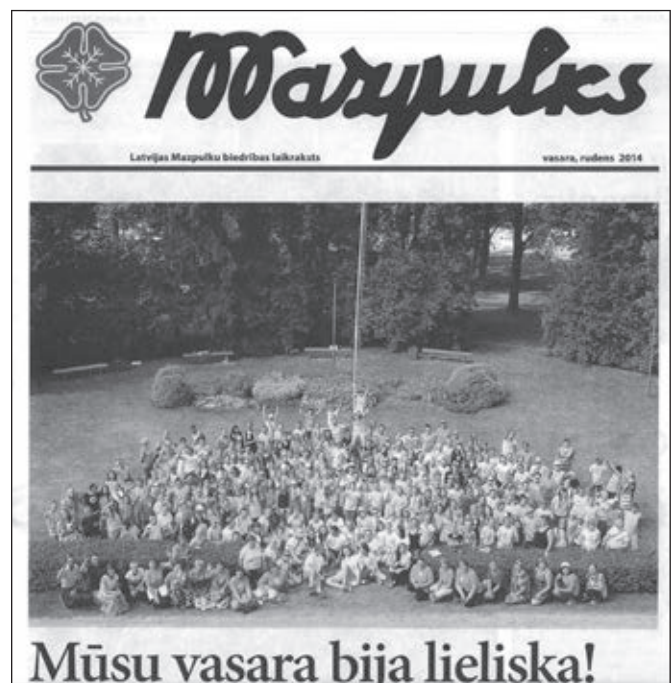 Mazpulks
Latvijas Mazpulku biedrības laikraksts vasara, rudens 2014
Mūsu vasara bija lieliska!